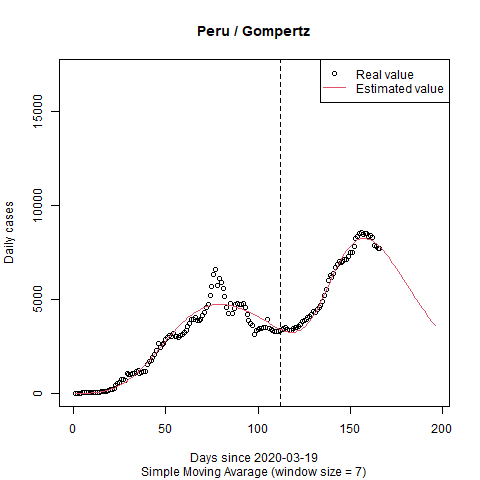 Peru / Gompertz
Real value
Estimated value
Daily cases
15000
10000
5000
0
0 50 100 150 200
Days since 2020-03-19
Simple Moving Avarage (window size = 7)